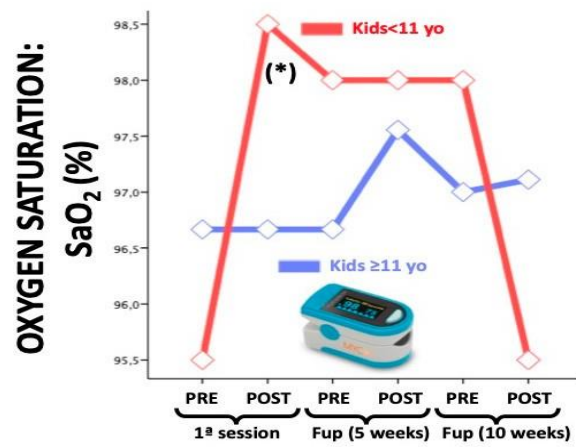 OXYGEN SATURATION:
SaO₂ (%)
98,5
98,0
97,5
97,0
96,5
96,0
95,5
Kids<11 yo
(*)
Kids ≥11 yo
PRE POST PRE POST PRE POST
1ª session Fup (5 weeks) Fup (10 weeks)